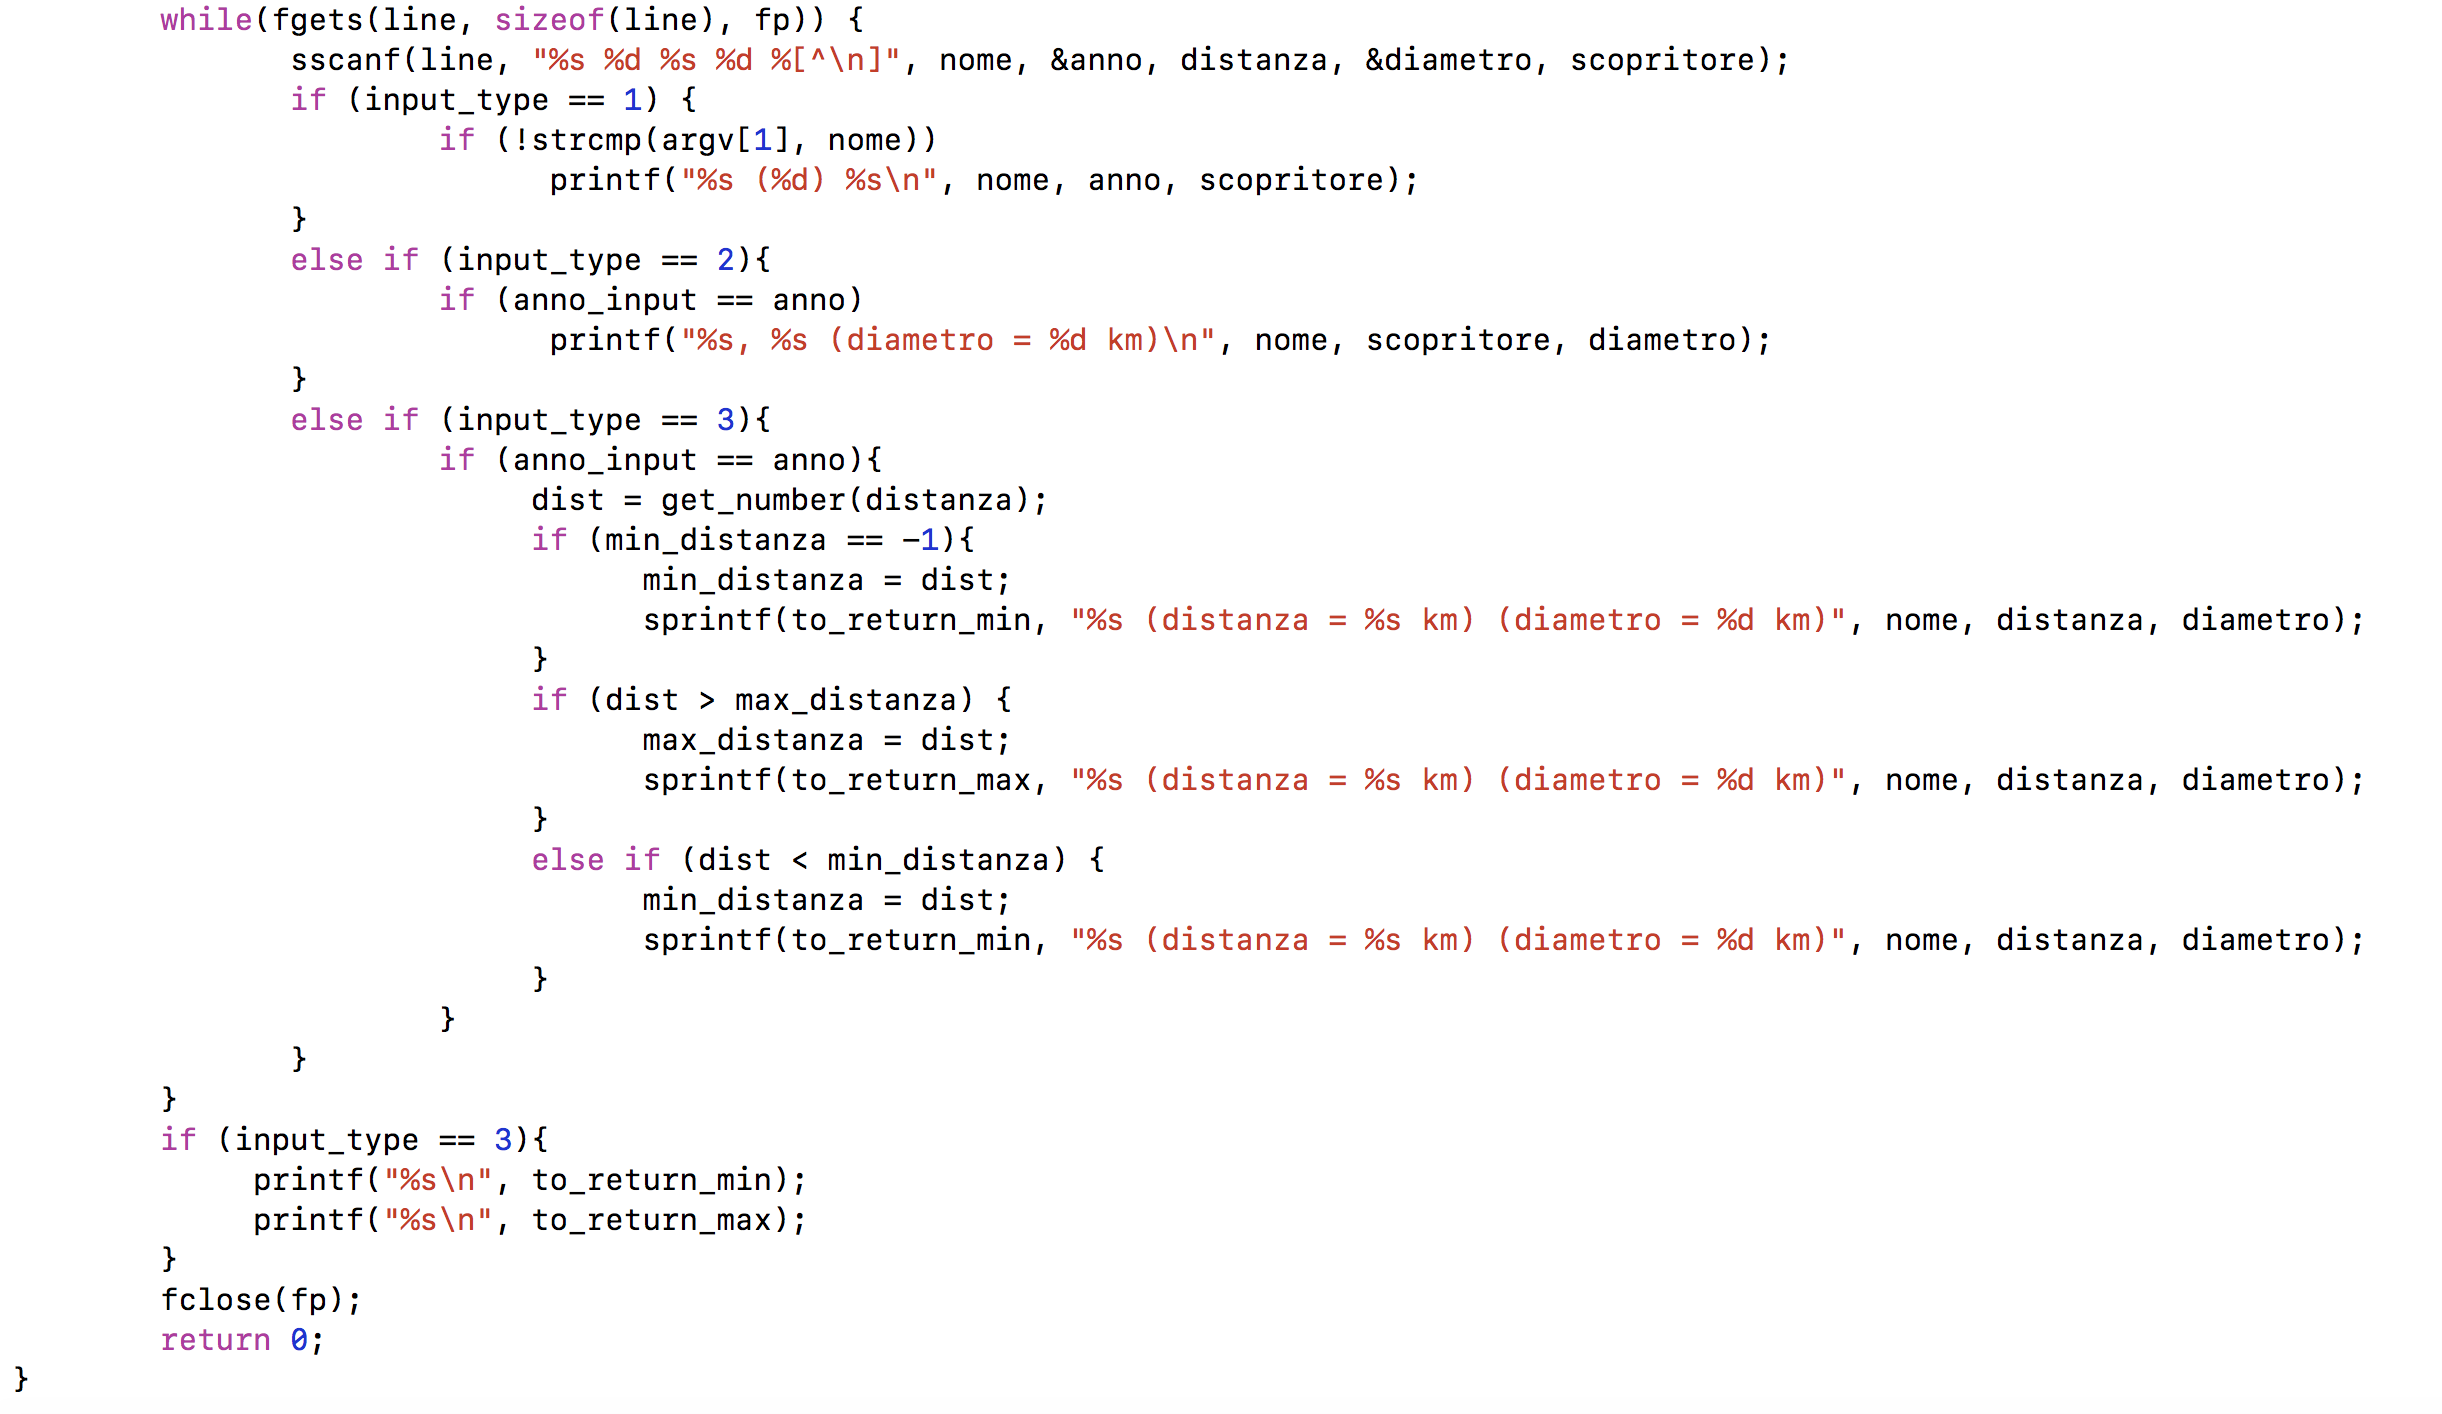 while(fgets(line, sizeof(line), fp)) {
sscanf(line, "%s %d %s %d %[^\n]", nome, &anno, distanza, &diametro, scopritore);
if (input_type == 1) {
if (!strcmp(argv[1], nome))
printf("%s (%d) %s\n", nome, anno, scopritore);
}
else if (input_type == 2){
if (anno_input == anno)
printf("%s, %s (diametro = %d km)\n", nome, scopritore, diametro);
}
else if (input_type == 3){
if (anno_input == anno){
dist = get_number(distanza);
if (min_distanza == -1){
min_distanza = dist;
sprintf(to_return_min, "%s (distanza = %s km) (diametro = %d km)", nome, distanza, diametro);
}
if (dist > max_distanza) {
max_distanza = dist;
sprintf(to_return_max, "%s (distanza = %s km) (diametro = %d km)", nome, distanza, diametro);
}
else if (dist < min_distanza) {
min_distanza = dist;
sprintf(to_return_min, "%s (distanza = %s km) (diametro = %d km)", nome, distanza, diametro);
}
}
}
}
if (input_type == 3){
printf("%s\n", to_return_min);
printf("%s\n", to_return_max);
}
fclose(fp);
return 0;
}